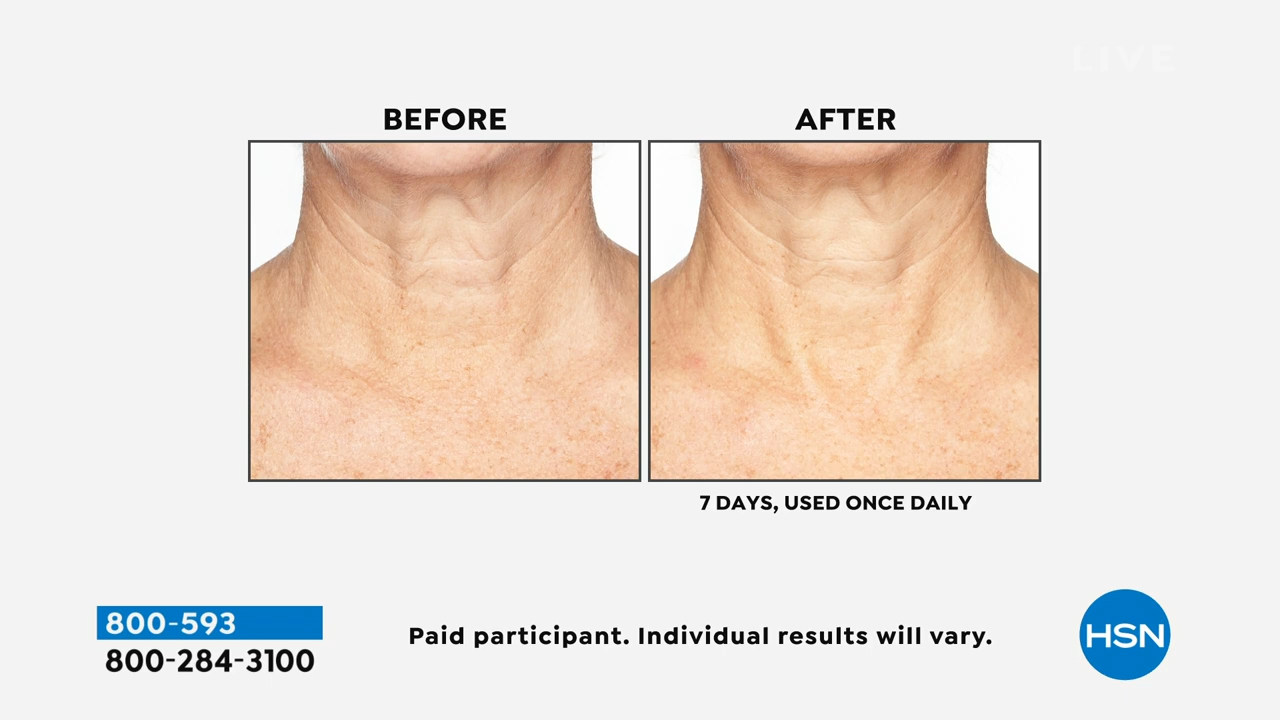 LIVE
BEFORE
AFTER
7 DAYS, USED ONCE DAILY
800-593
800-284-3100
Paid participant. Individual results will vary.
HSN